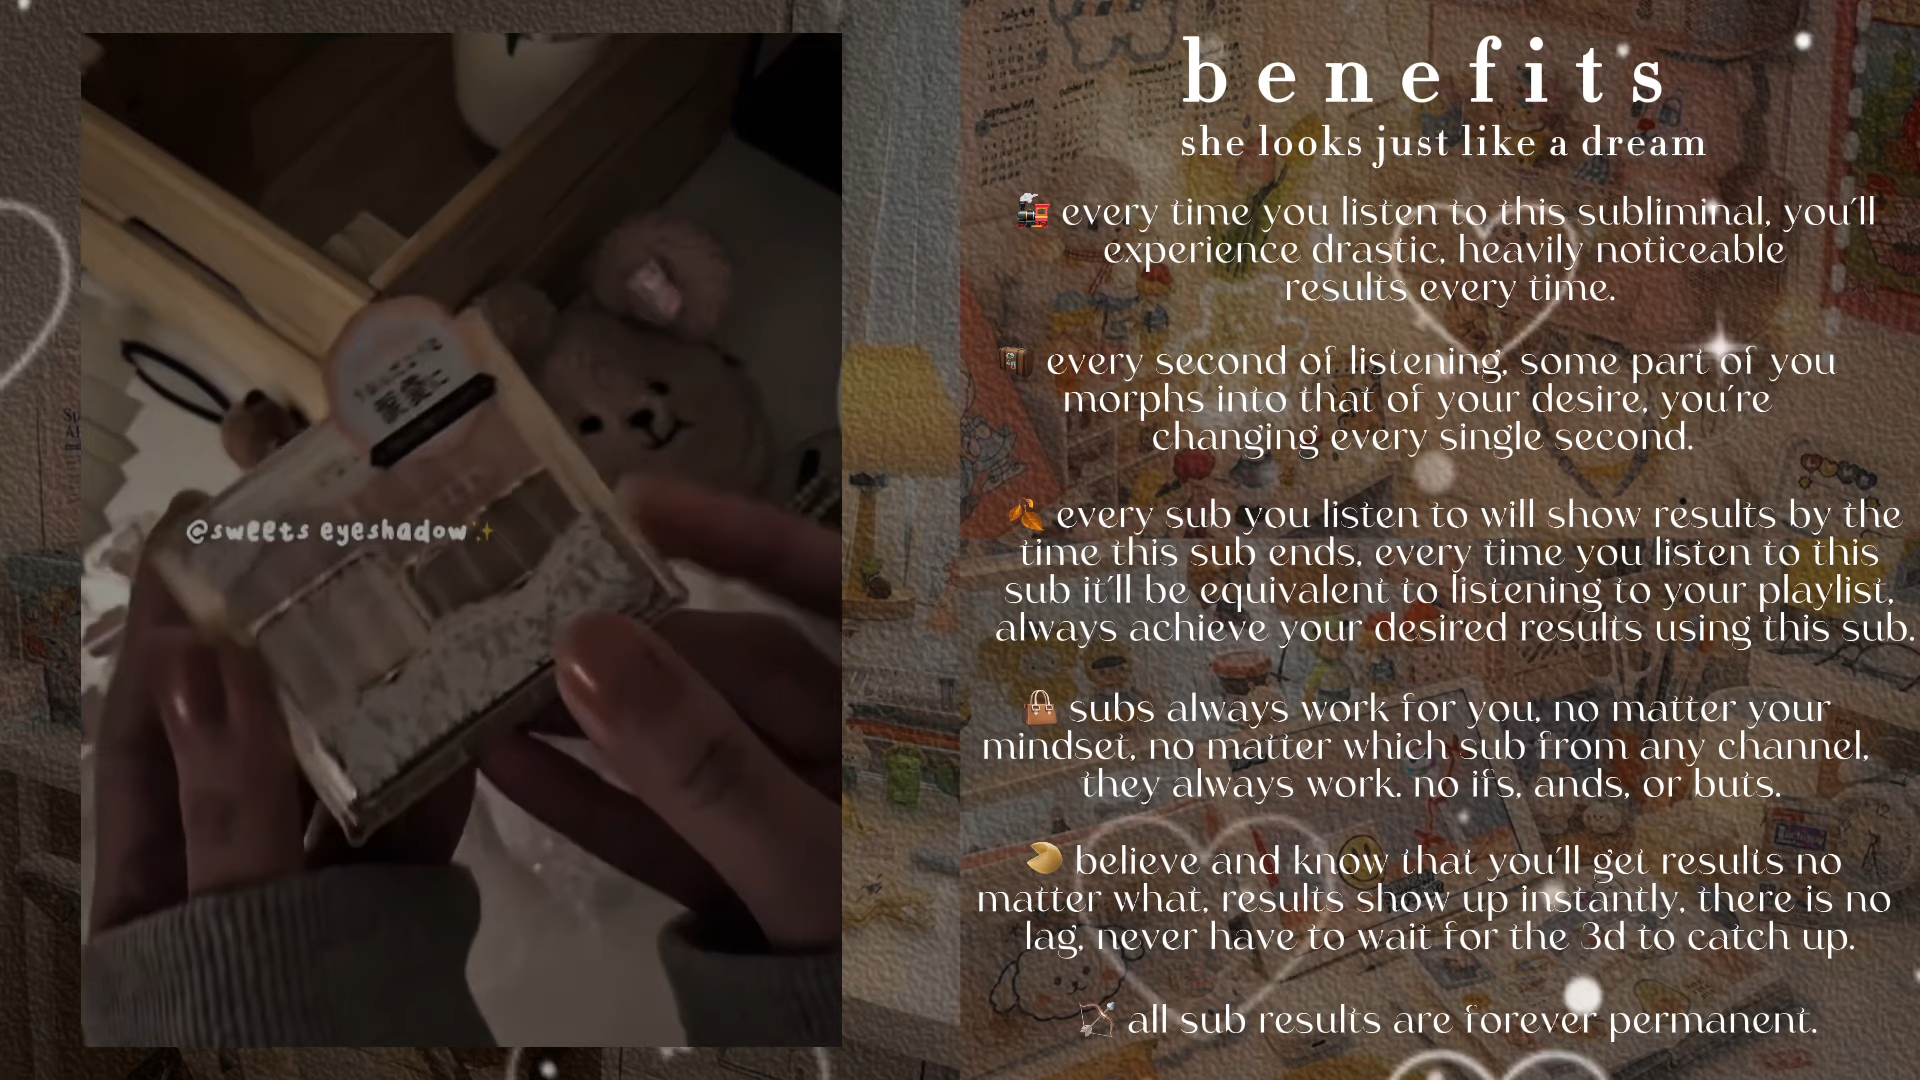 benefits
she looks just like a dream
🚂 every time you listen to this subliminal, you'll
experience drastic, heavily noticeable
results every time.
🧳 every second of listening, some part of you
morphs into that of your desire, you're
changing every single second.
🍂 every sub you listen to will show results by the
time this sub ends, every time you listen to this
sub it'll be equivalent to listening to your playlist,
always achieve your desired results using this sub.
👜 subs always work for you, no matter your
mindset, no matter which sub from any channel,
they always work. no ifs, ands, or buts.
🥠 believe and know that you'll get results no
matter what, results show up instantly, there is no
lag, never have to wait for the 3d to catch up.
🏹 all sub results are forever permanent.
@sweets eyeshadow✨